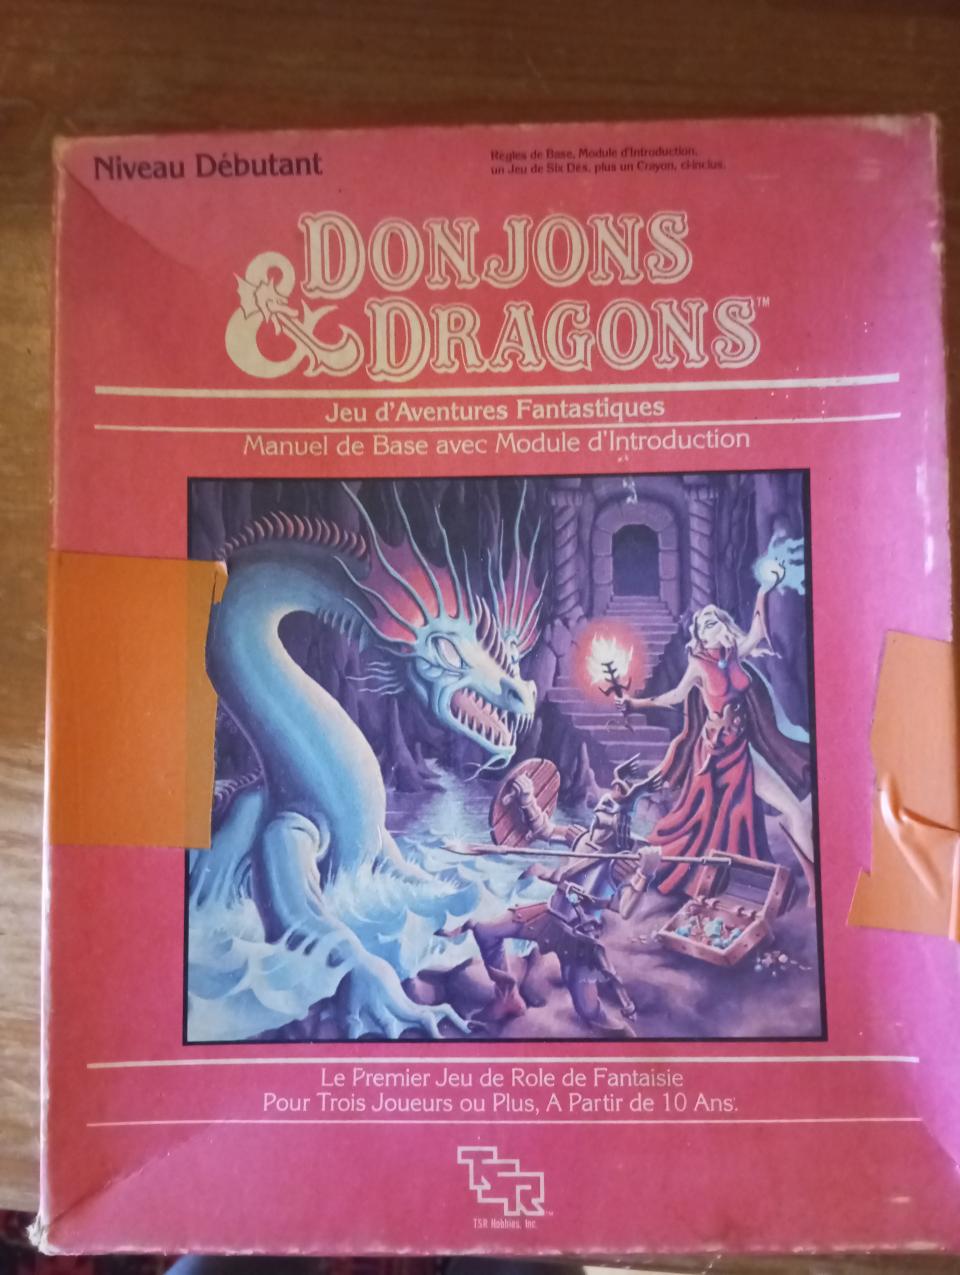 Niveau Débutant
Règles de Base, Module d'Introduction,
un Jeu de Six Dés, plus un Crayon, ci-inclus.
DONJONS
& DRAGONS™
Jeu d'Aventures Fantastiques
Manuel de Base avec Module d'Introduction
Le Premier Jeu de Role de Fantaisie
Pour Trois Joueurs ou Plus, A Partir de 10 Ans.
TSR™
TSR Hobbies, Inc.